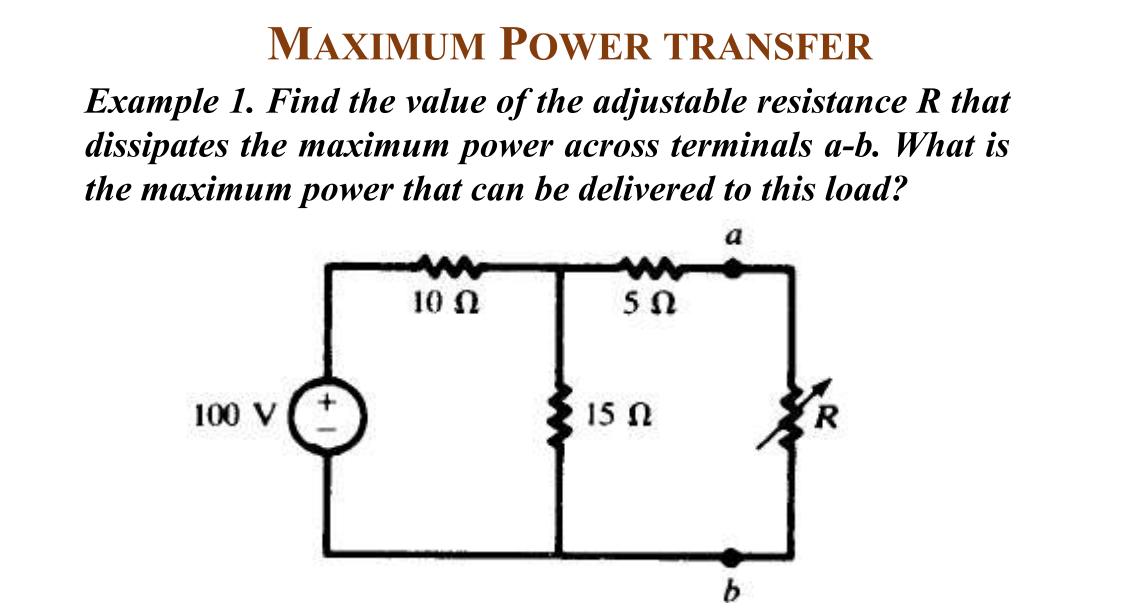 MAXIMUM POWER TRANSFER
Example 1. Find the value of the adjustable resistance R that
dissipates the maximum power across terminals a-b. What is
the maximum power that can be delivered to this load?
a
10 Ω
5 Ω
100 V
+
−
15 Ω
R
b